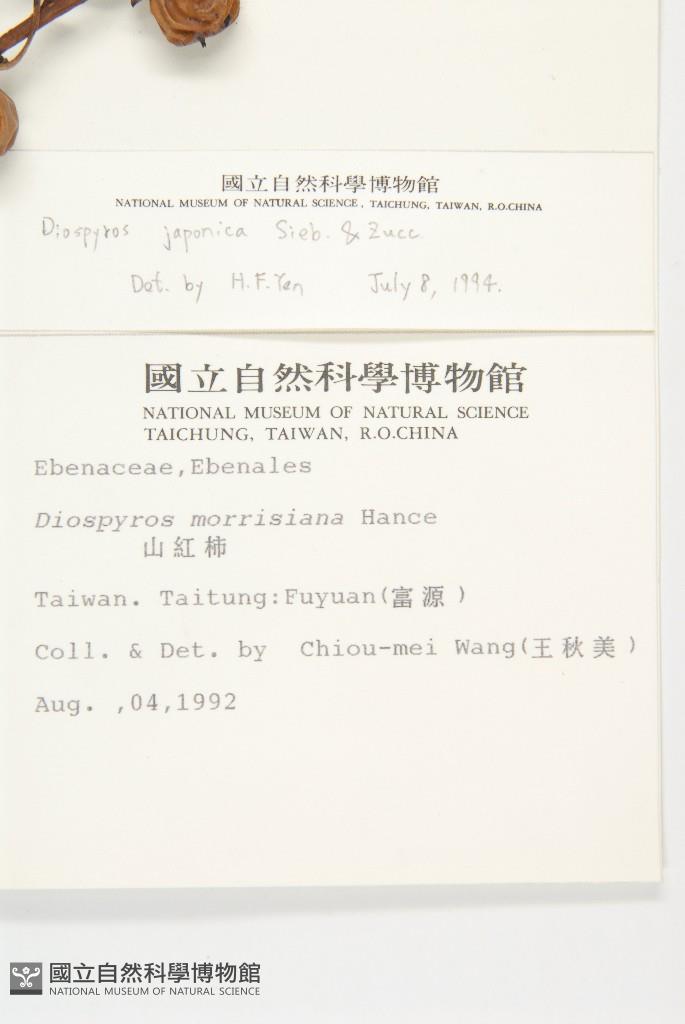 國立自然科學博物館
NATIONAL MUSEUM OF NATURAL SCIENCE, TAICHUNG, TAIWAN, R.O.CHINA
Diospyros japonica Sieb. & Zucc.
Det. by H.F.Yen July 8, 1994.
國立自然科學博物館
NATIONAL MUSEUM OF NATURAL SCIENCE
TAICHUNG, TAIWAN, R.O.CHINA
Ebenaceae,Ebenales
Diospyros morrisiana Hance
山紅柿
Taiwan. Taitung:Fuyuan(富源)
Coll. & Det. by Chiou-mei Wang(王秋美)
Aug. ,04,1992
國立自然科學博物館
NATIONAL MUSEUM OF NATURAL SCIENCE